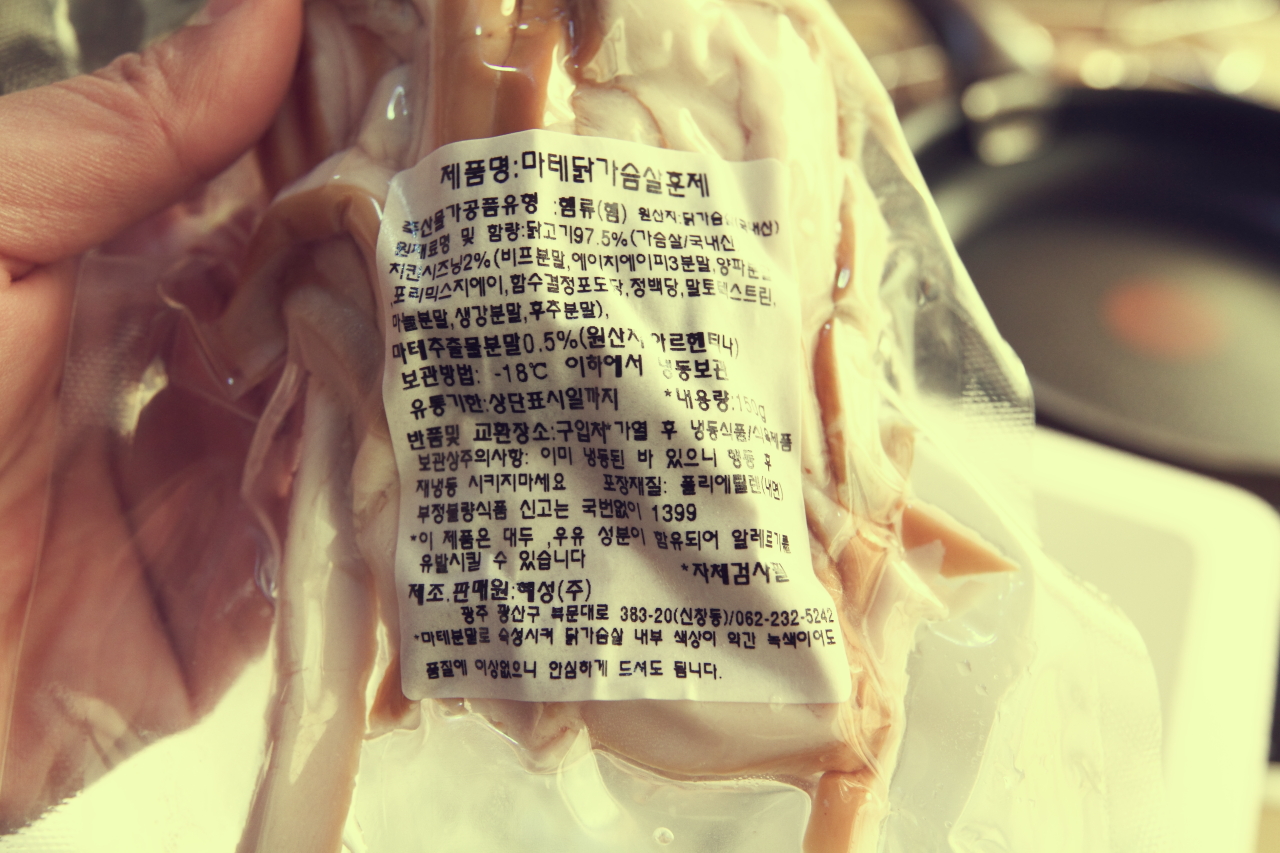 제품명:마테닭가슴살훈제
축산물가공품유형 :햄류(햄) 원산지:닭가슴살(국내산)
원재료명 및 함량:닭고기97.5%(가슴살/국내산
치킨시즈닝2%(비프분말,에이치에이피3분말,양파분말
,포리믹스지에이,함수결정포도당,정백당,말토덱스트린,
마늘분말,생강분말,후추분말),
마테추출물분말0.5%(원산지 아르헨티나)
보관방법: -18℃ 이하에서 냉동보관
유통기한:상단표시일까지 *내용량:150g
반품및 교환장소:구입처*가열 후 냉동식품/식육제품
보관상주의사항: 이미 냉동된 바 있으니 해동 후
재냉동 시키지마세요 포장재질: 폴리에틸렌(내면)
부정불량식품 신고는 국번없이 1399
*이 제품은 대두 ,우유 성분이 함유되어 알레르기를
유발시킬 수 있습니다 *자체검사필
제조.판매원:혜성(주)
광주 광산구 북문대로 383-20(신창동)/062-232-5242
*마테분말로 숙성시켜 닭가슴살 내부 색상이 약간 녹색이어도
품질에 이상없으니 안심하게 드셔도 됩니다.